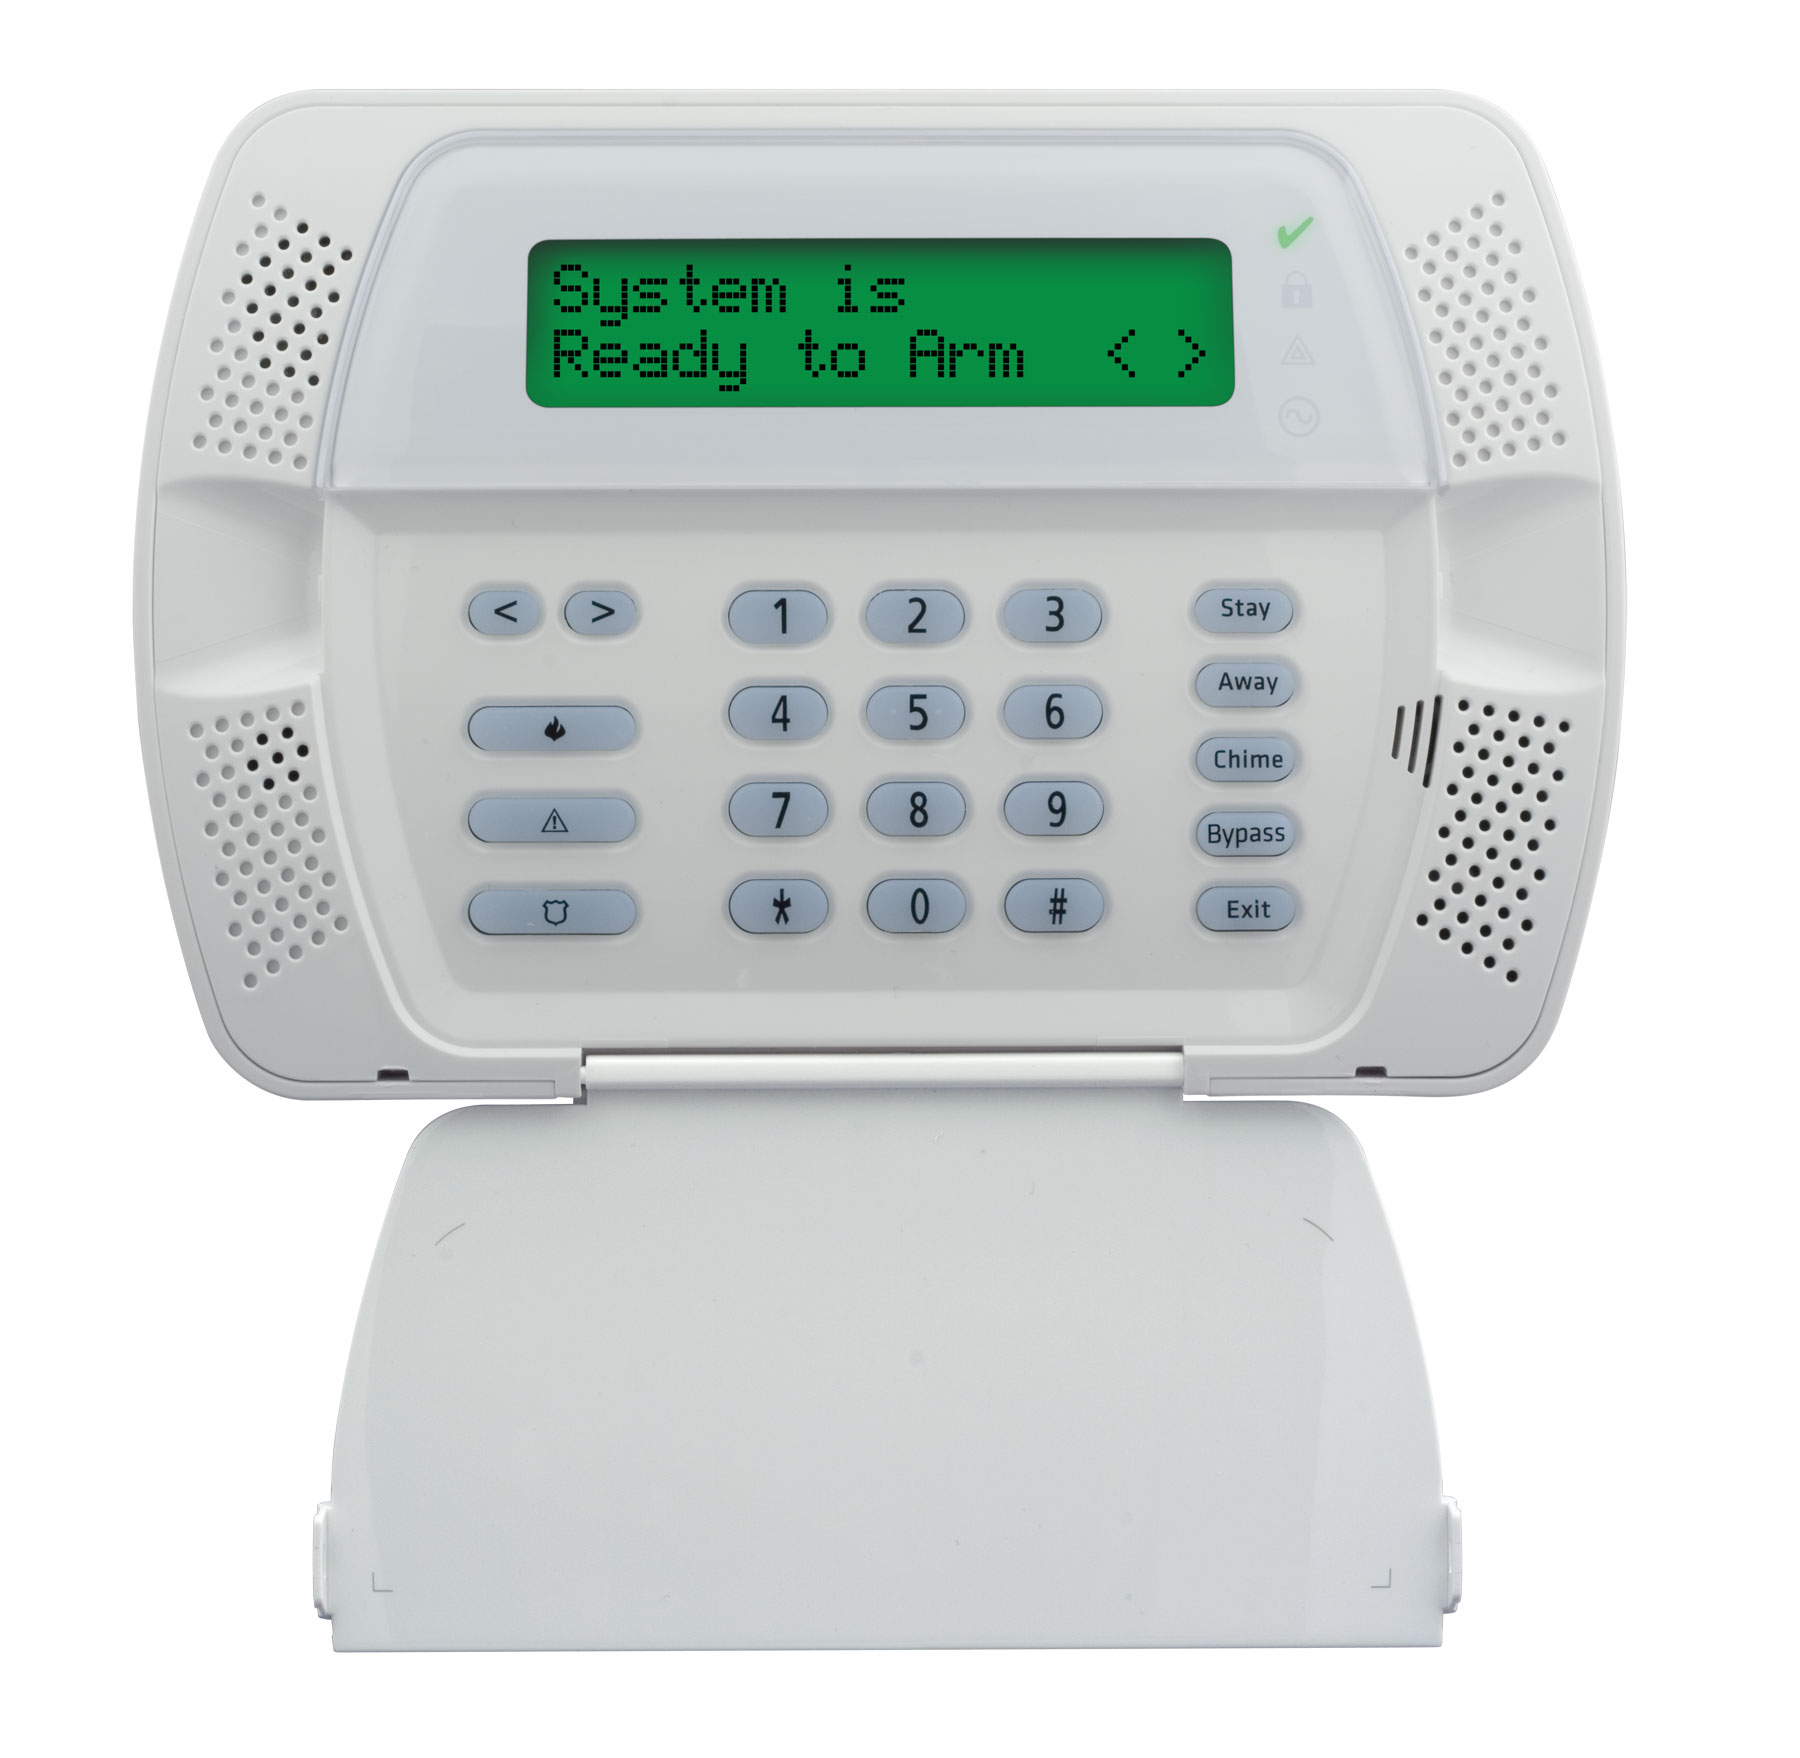 System is
Ready to Arm < >
< >
1 2 3
4 5 6
7 8 9
* 0 #
Stay
Away
Chime
Bypass
Exit